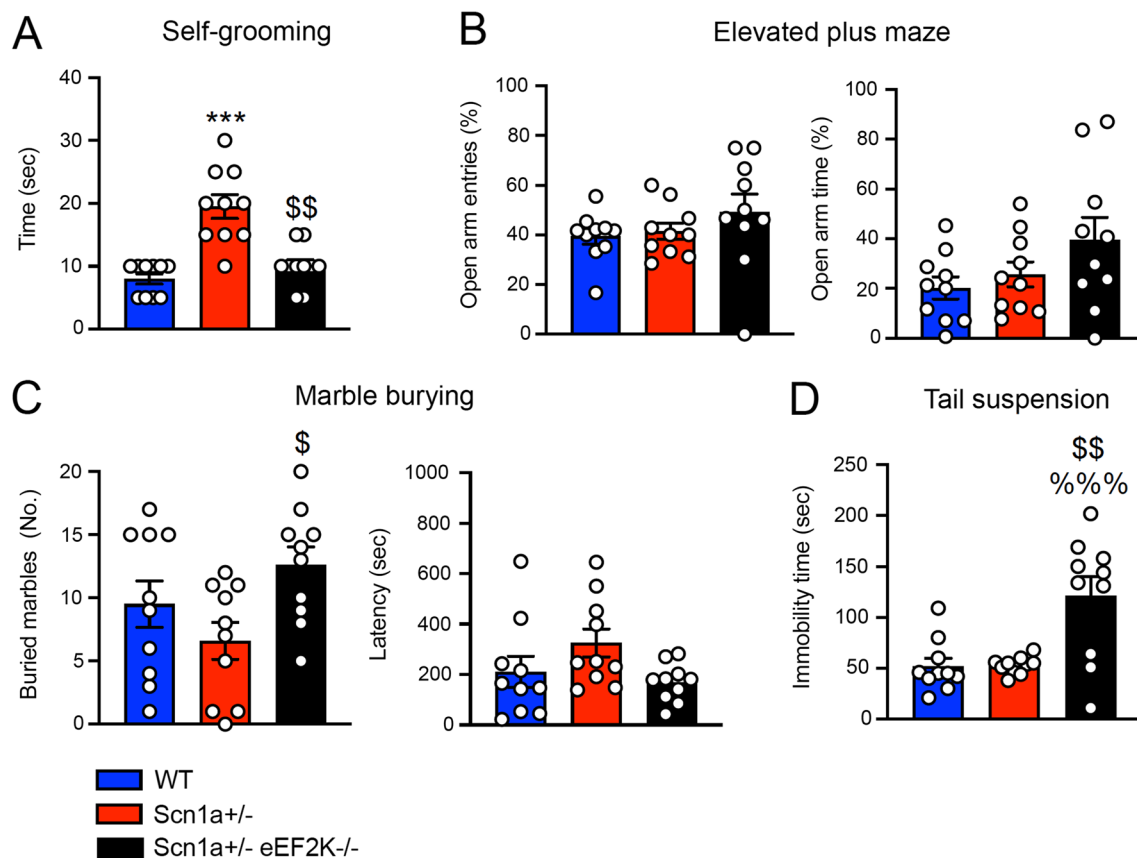 A
Self-grooming
Time (sec)
40
30
20
10
0
***
$$
B
Elevated plus maze
Open arm entries (%)
100
80
60
40
20
0
Open arm time (%)
100
80
60
40
20
0
C
Marble burying
Buried marbles (No.)
20
15
10
5
0
$
Latency (sec)
1000
800
600
400
200
0
D
Tail suspension
Immobility time (sec)
250
200
150
100
50
0
$$
%%%
WT
Scn1a+/-
Scn1a+/- eEF2K-/-